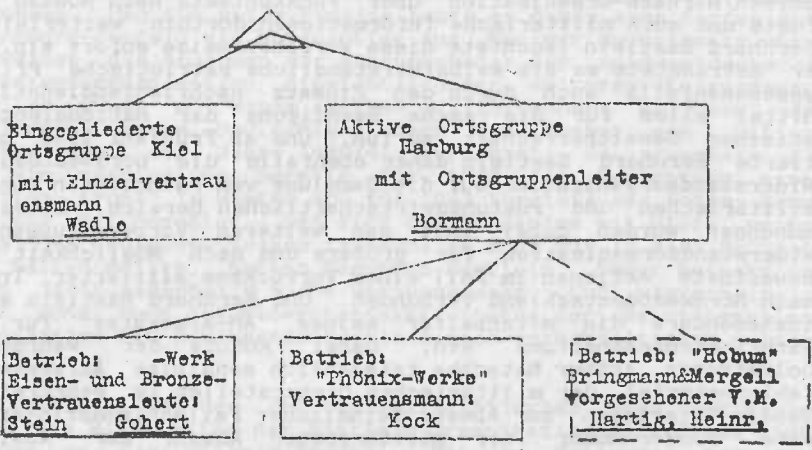 Eingegliederte
Ortsgruppe Kiel
mit Einzelvertrau
ensmann
Wadle
Aktive Ortsgruppe
Harburg
mit Ortsgruppenleiter
Bormann
Betrieb: -Werk
Eisen- und Bronze-
Vertrauensleute:
Stein Gohert
Betrieb:
"Phönix-Werke"
Vertrauensmann:
Kock
Betrieb: "Hobum"
Bringmann&Mergell
vorgesehener V.M.
Hartig, Heinr.